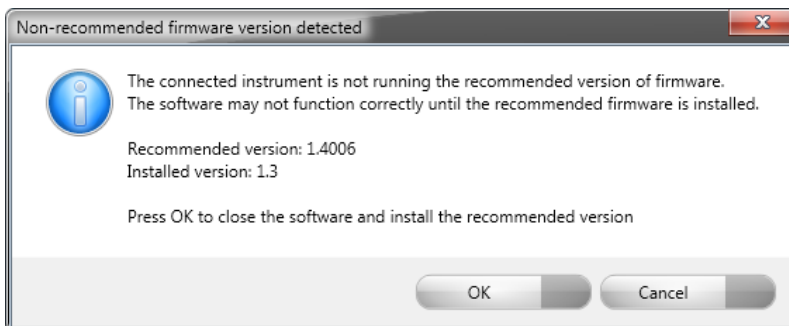 Non-recommended firmware version detected
The connected instrument is not running the recommended version of firmware.
The software may not function correctly until the recommended firmware is installed.
Recommended version: 1.4006
Installed version: 1.3
Press OK to close the software and install the recommended version
OK
Cancel